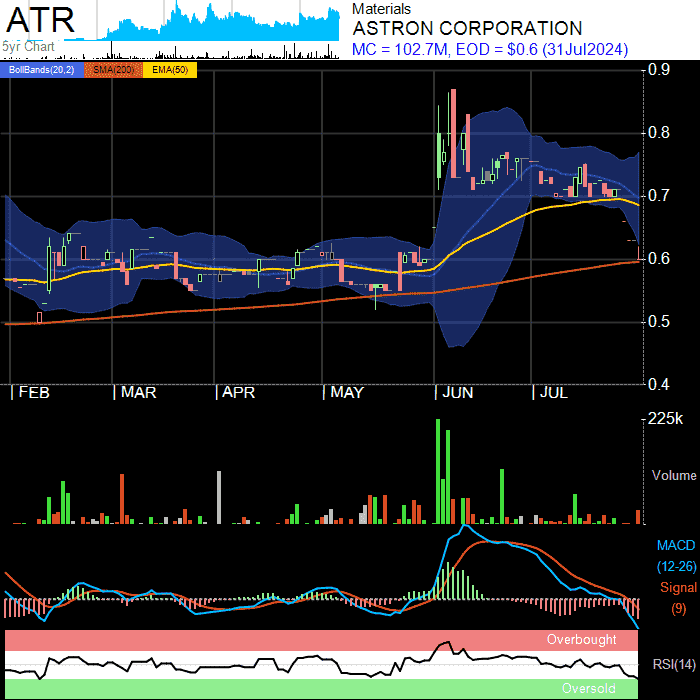 ATR
5yr Chart
Materials
ASTRON CORPORATION
MC = 102.7M, EOD = $0.6 (31Jul2024)
BollBands(20,2) SMA(200) EMA(50)
0.9
0.8
0.7
0.6
0.5
0.4
FEB MAR APR MAY JUN JUL
225k
Volume
MACD
(12-26)
Signal
(9)
Overbought
RSI(14)
Oversold